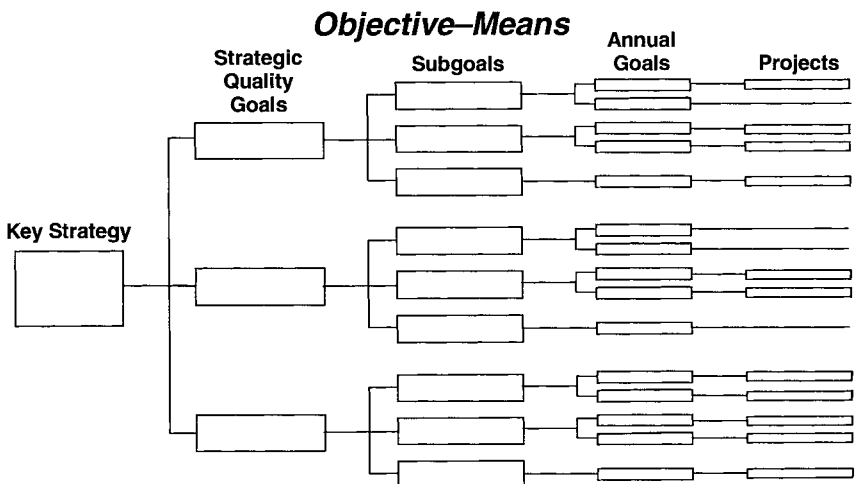 Objective–Means
Strategic
Quality
Goals
Subgoals
Annual
Goals
Projects
Key Strategy